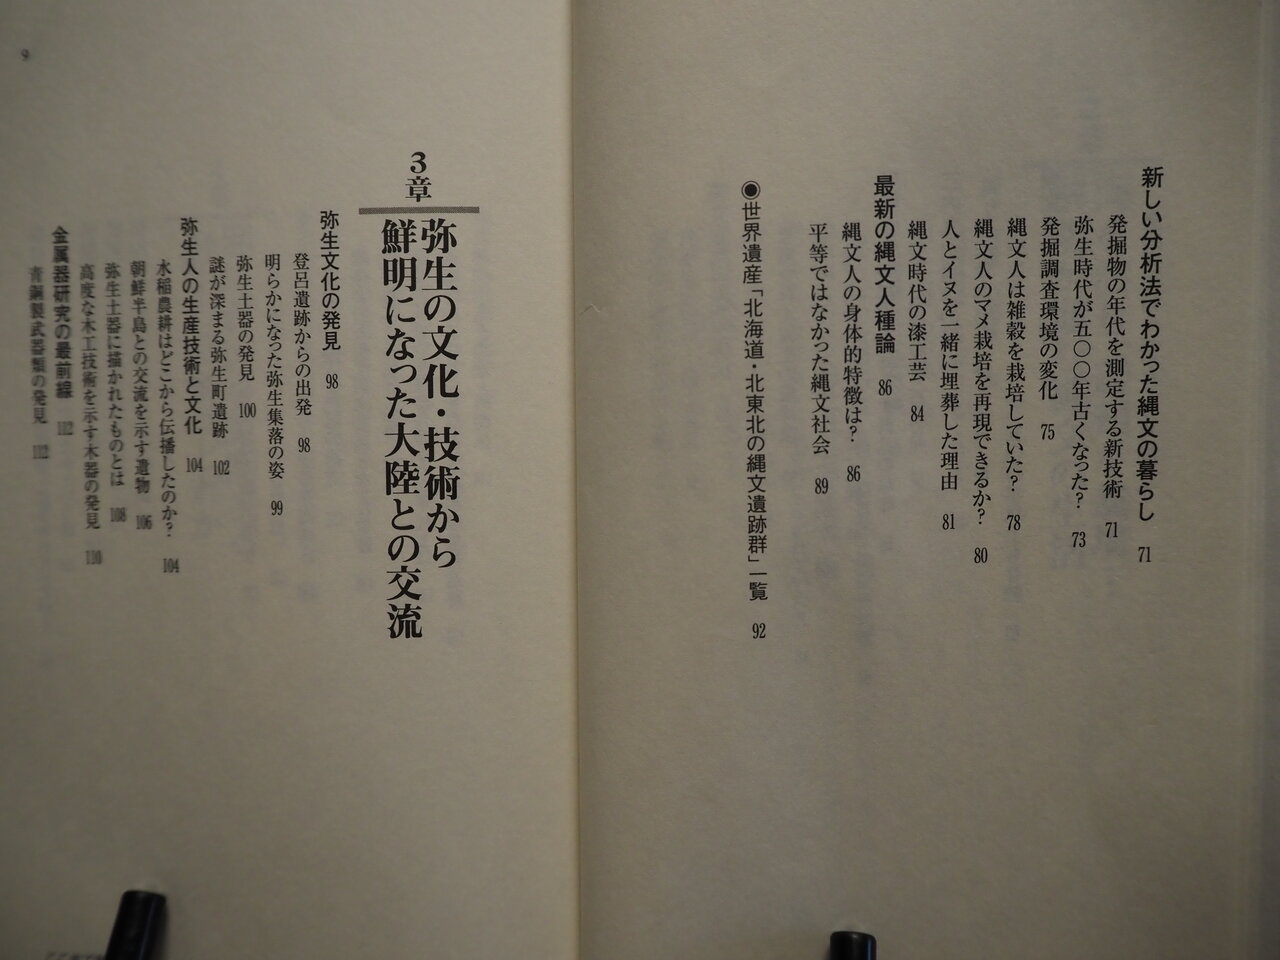 新しい分析法でわかった縄文の暮らし 71
発掘物の年代を測定する新技術 71
弥生時代が五〇〇年古くなった? 73
発掘調査環境の変化 75
縄文人は雑穀を栽培していた? 78
縄文人のマメ栽培を再現できるか? 80
人とイヌを一緒に埋葬した理由 81
縄文時代の漆工芸 84
最新の縄文人種論 86
縄文人の身体的特徴は? 86
平等ではなかった縄文社会 89
◉世界遺産「北海道・北東北の縄文遺跡群」一覧 92
3章
弥生の文化・技術から
鮮明になった大陸との交流
弥生文化の発見 98
登呂遺跡からの出発 98
明らかになった弥生集落の姿 99
弥生土器の発見 100
謎が深まる弥生町遺跡 102
弥生人の生産技術と文化 104
水稲農耕はどこから伝播したのか? 104
朝鮮半島との交流を示す遺物 106
弥生土器に描かれたものとは 108
高度な木工技術を示す木器の発見 110
金属器研究の最前線 112
青銅製武器類の発見 112
9